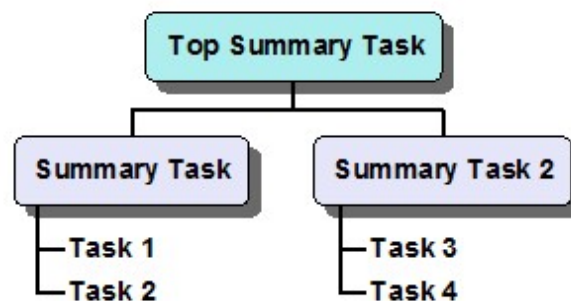 Top Summary Task
Summary Task
Summary Task 2
Task 1
Task 2
Task 3
Task 4